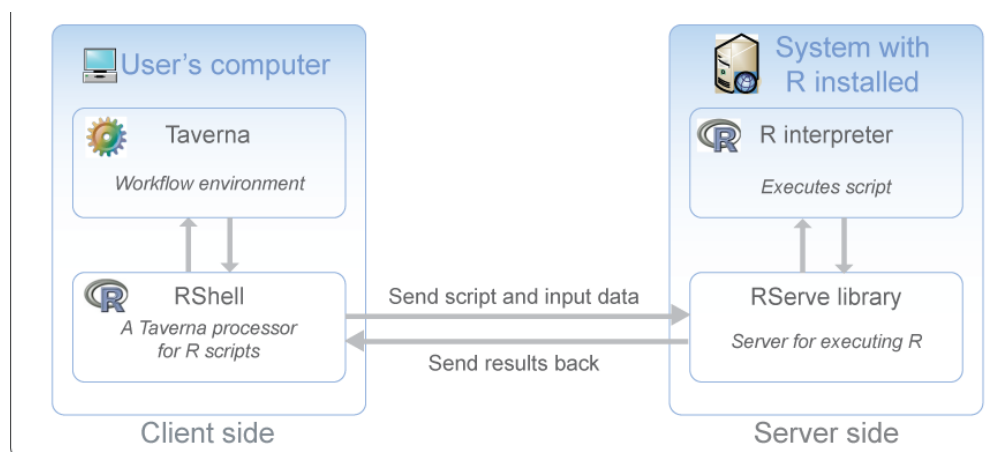 User's computer
Taverna
Workflow environment
RShell
A Taverna processor
for R scripts
Client side
Send script and input data
Send results back
System with
R installed
R interpreter
Executes script
RServe library
Server for executing R
Server side